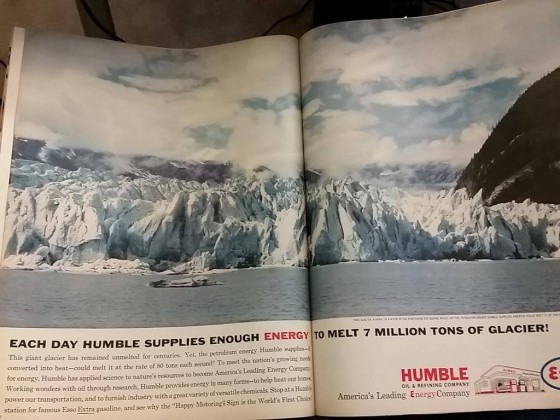 EACH DAY HUMBLE SUPPLIES ENOUGH ENERGY TO MELT 7 MILLION TONS OF GLACIER!
This giant glacier has remained unmelted for centuries. Yet, the petroleum energy Humble supplies—if
converted into heat—could melt it at the rate of 80 tons each second! To meet the nation's growing needs
for energy, Humble has applied science to nature's resources to become America's Leading Energy Company.
Working wonders with oil through research, Humble provides energy in many forms—to help heat our homes,
power our transportation, and to furnish industry with a great variety of versatile chemicals. Stop at a Humble
station for famous Esso Extra gasoline, and see why the "Happy Motoring" Sign is the World's First Choice!
HUMBLE
OIL & REFINING COMPANY
America's Leading Energy Company